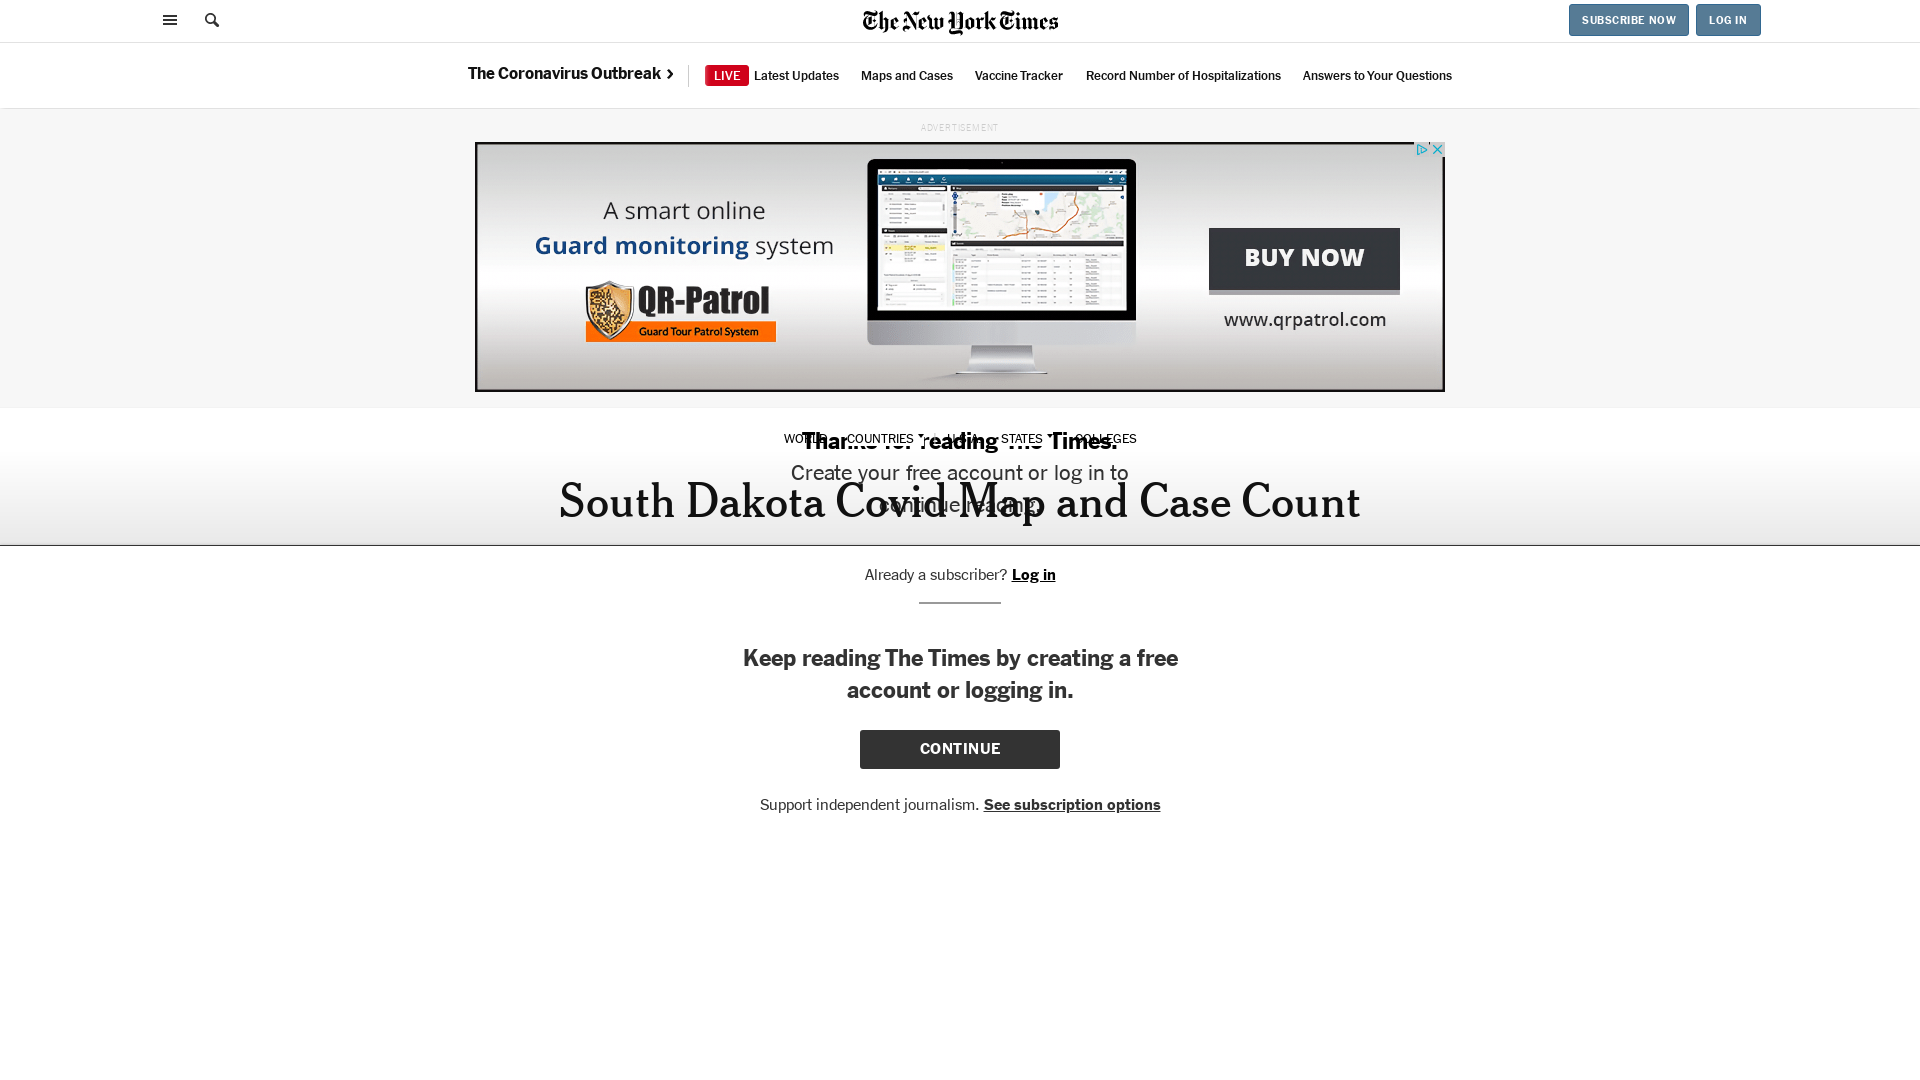 The New York Times
SUBSCRIBE NOW
LOG IN
The Coronavirus Outbreak
LIVE Latest Updates
Maps and Cases
Vaccine Tracker
Record Number of Hospitalizations
Answers to Your Questions
ADVERTISEMENT
A smart online
Guard monitoring system
QR-Patrol
Guard Tour Patrol System
BUY NOW
www.qrpatrol.com
WORLD COUNTRIES U.S.A. STATES COLLEGES
Thanks for reading The Times.
Create your free account or log in to
continue reading.
South Dakota Covid Map and Case Count
Already a subscriber? Log in
Keep reading The Times by creating a free
account or logging in.
CONTINUE
Support independent journalism. See subscription options